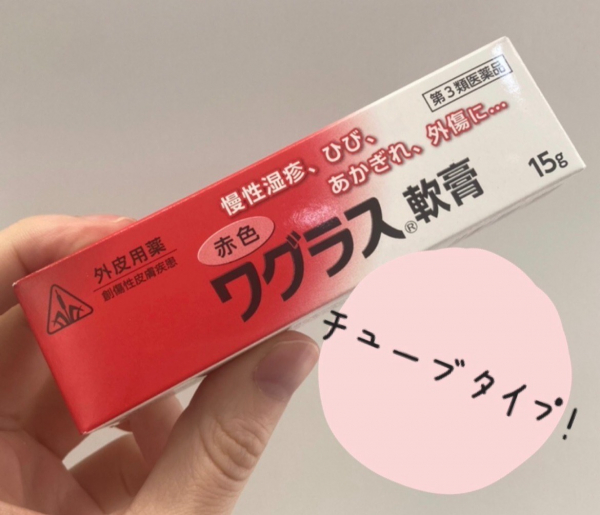 第3類医薬品
慢性湿疹、ひび、
あかぎれ、外傷に…
外皮用薬
創傷性皮膚疾患
赤色
ワグラス®軟膏
15g
チューブタイプ!